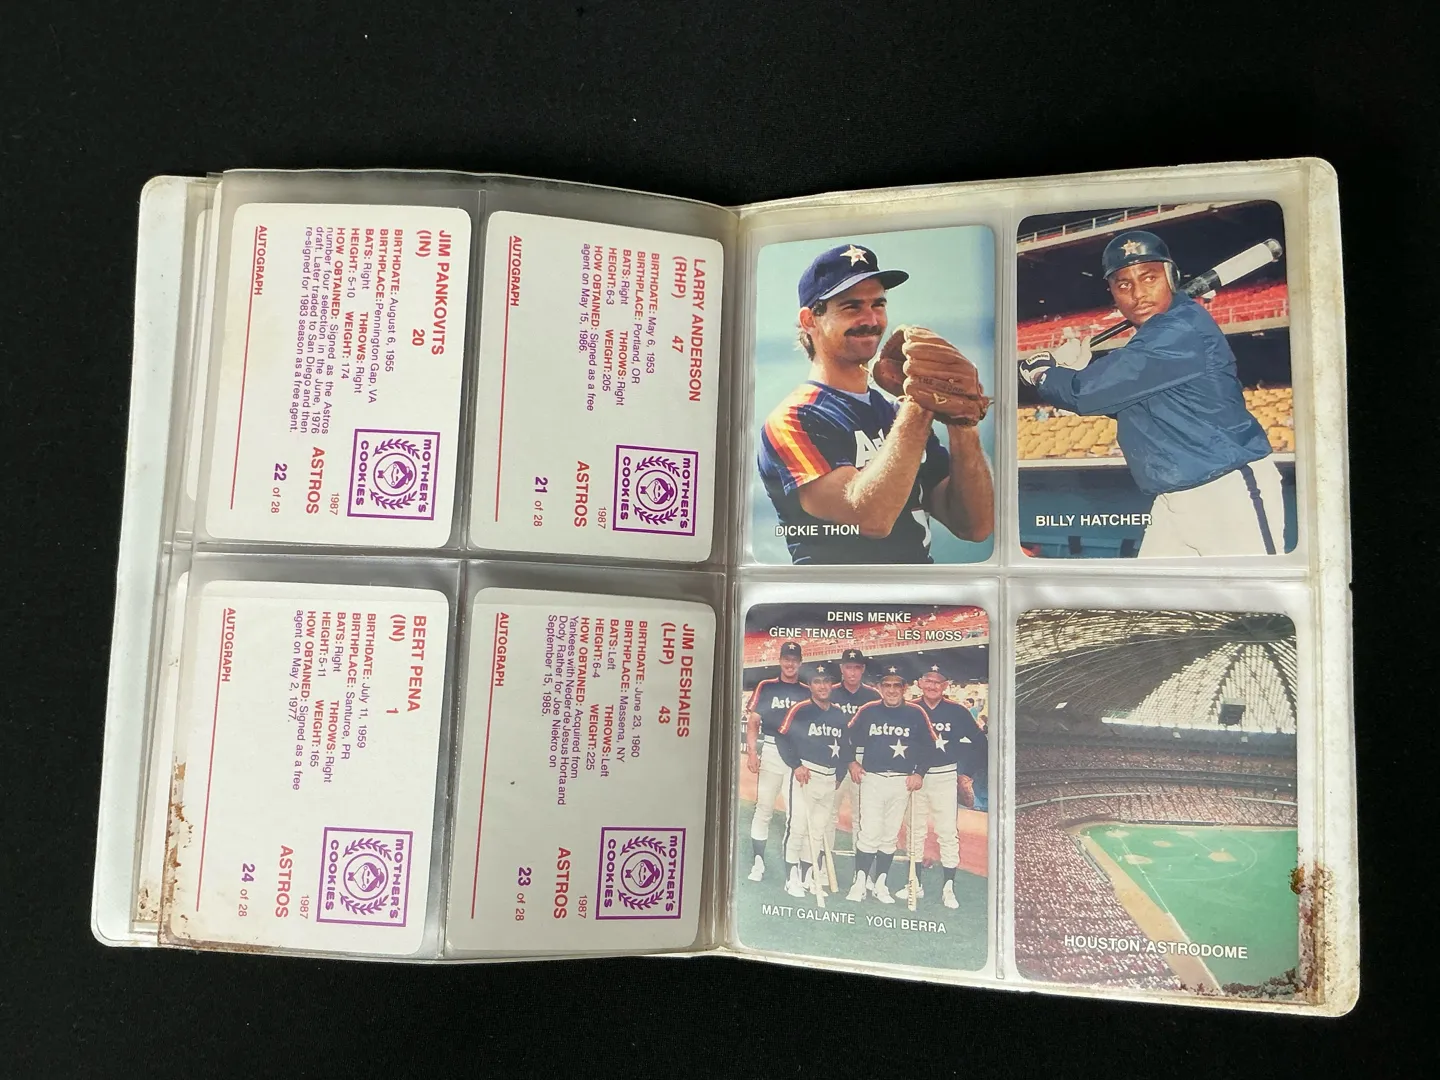 JIM PANKOVITS 20
(IN)
BIRTHDATE: August 6, 1955
BIRTHPLACE: Pennington Gap, VA
BATS: Right THROWS: Right
HEIGHT: 5-10 WEIGHT: 174
HOW OBTAINED: Signed as the Astros
number four selection in the June, 1976
draft. Later traded to San Diego and then
re-signed for 1983 season as a free agent.
AUTOGRAPH
MOTHER'S
COOKIES
1987
ASTROS
22 of 28
LARRY ANDERSON
(RHP) 47
BIRTHDATE: May 6, 1953
BIRTHPLACE: Portland, OR
BATS: Right THROWS: Right
HEIGHT: 6-3 WEIGHT: 205
HOW OBTAINED: Signed as a free
agent on May 15, 1986.
AUTOGRAPH
MOTHER'S
COOKIES
1987
ASTROS
21 of 28
BERT PENA
(IN) 1
BIRTHDATE: July 11, 1959
BIRTHPLACE: Santurce, PR
BATS: Right THROWS: Right
HEIGHT: 5-11 WEIGHT: 165
HOW OBTAINED: Signed as a free
agent on May 2, 1977.
AUTOGRAPH
MOTHER'S
COOKIES
1987
ASTROS
24 of 28
JIM DESHAIES
(LHP) 43
BIRTHDATE: June 23, 1960
BIRTHPLACE: Massena, NY
BATS: Left THROWS: Left
HEIGHT: 6-4 WEIGHT: 225
HOW OBTAINED: Acquired from
Yankees with Neder de Jesus Horta and
Dody Rather for Joe Niekro on
September 15, 1985.
AUTOGRAPH
MOTHER'S
COOKIES
1987
ASTROS
23 of 28
DICKIE THON
BILLY HATCHER
DENIS MENKE
GENE TENACE LES MOSS
Astros
MATT GALANTE YOGI BERRA
HOUSTON ASTRODOME